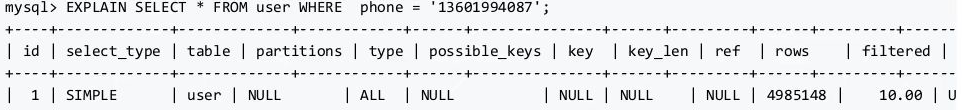 mysql> EXPLAIN SELECT * FROM user WHERE  phone = '13601994087';
+----+-------------+-------+------------+------+---------------+------+---------+------+---------+----------+------
| id | select_type | table | partitions | type | possible_keys | key  | key_len | ref  | rows    | filtered |
+----+-------------+-------+------------+------+---------------+------+---------+------+---------+----------+------
|  1 | SIMPLE      | user  | NULL       | ALL  | NULL          | NULL | NULL    | NULL | 4985148 |    10.00 | U